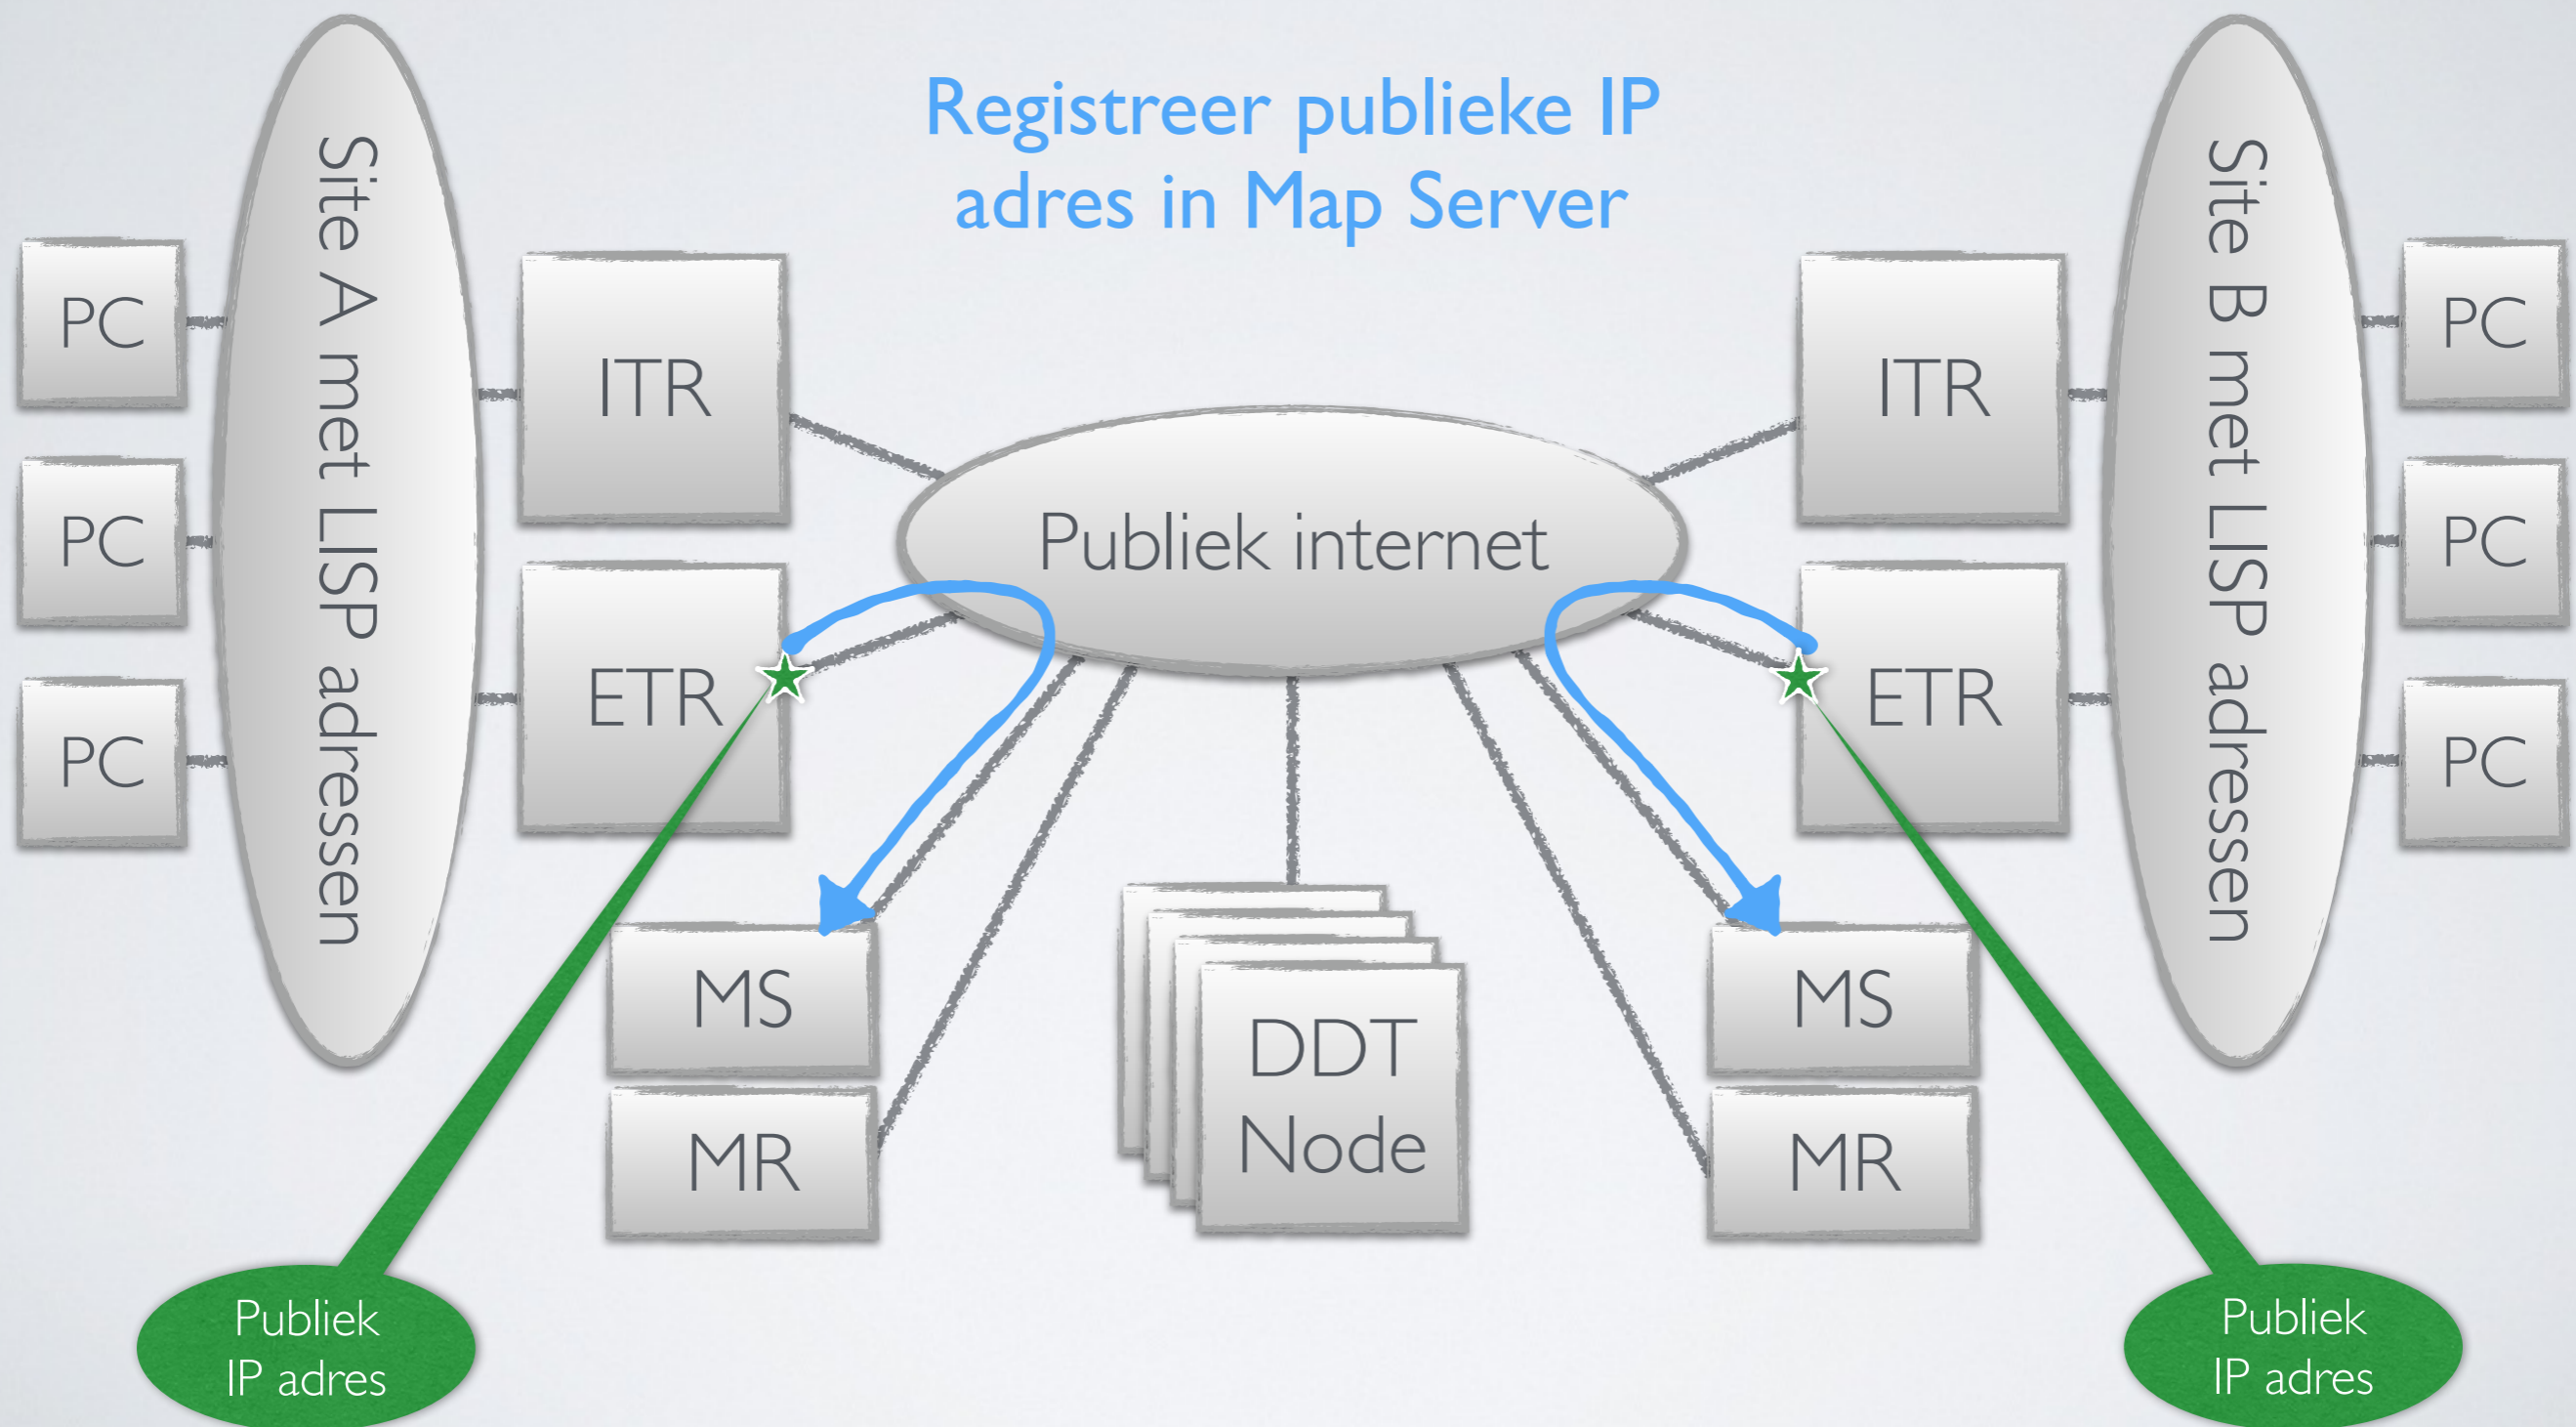 Registreer publieke IP
adres in Map Server
PC
PC
PC
Site A met LISP adressen
ITR
ETR
Publiek internet
ITR
ETR
Site B met LISP adressen
PC
PC
PC
MS
MR
DDT
Node
MS
MR
Publiek
IP adres
Publiek
IP adres